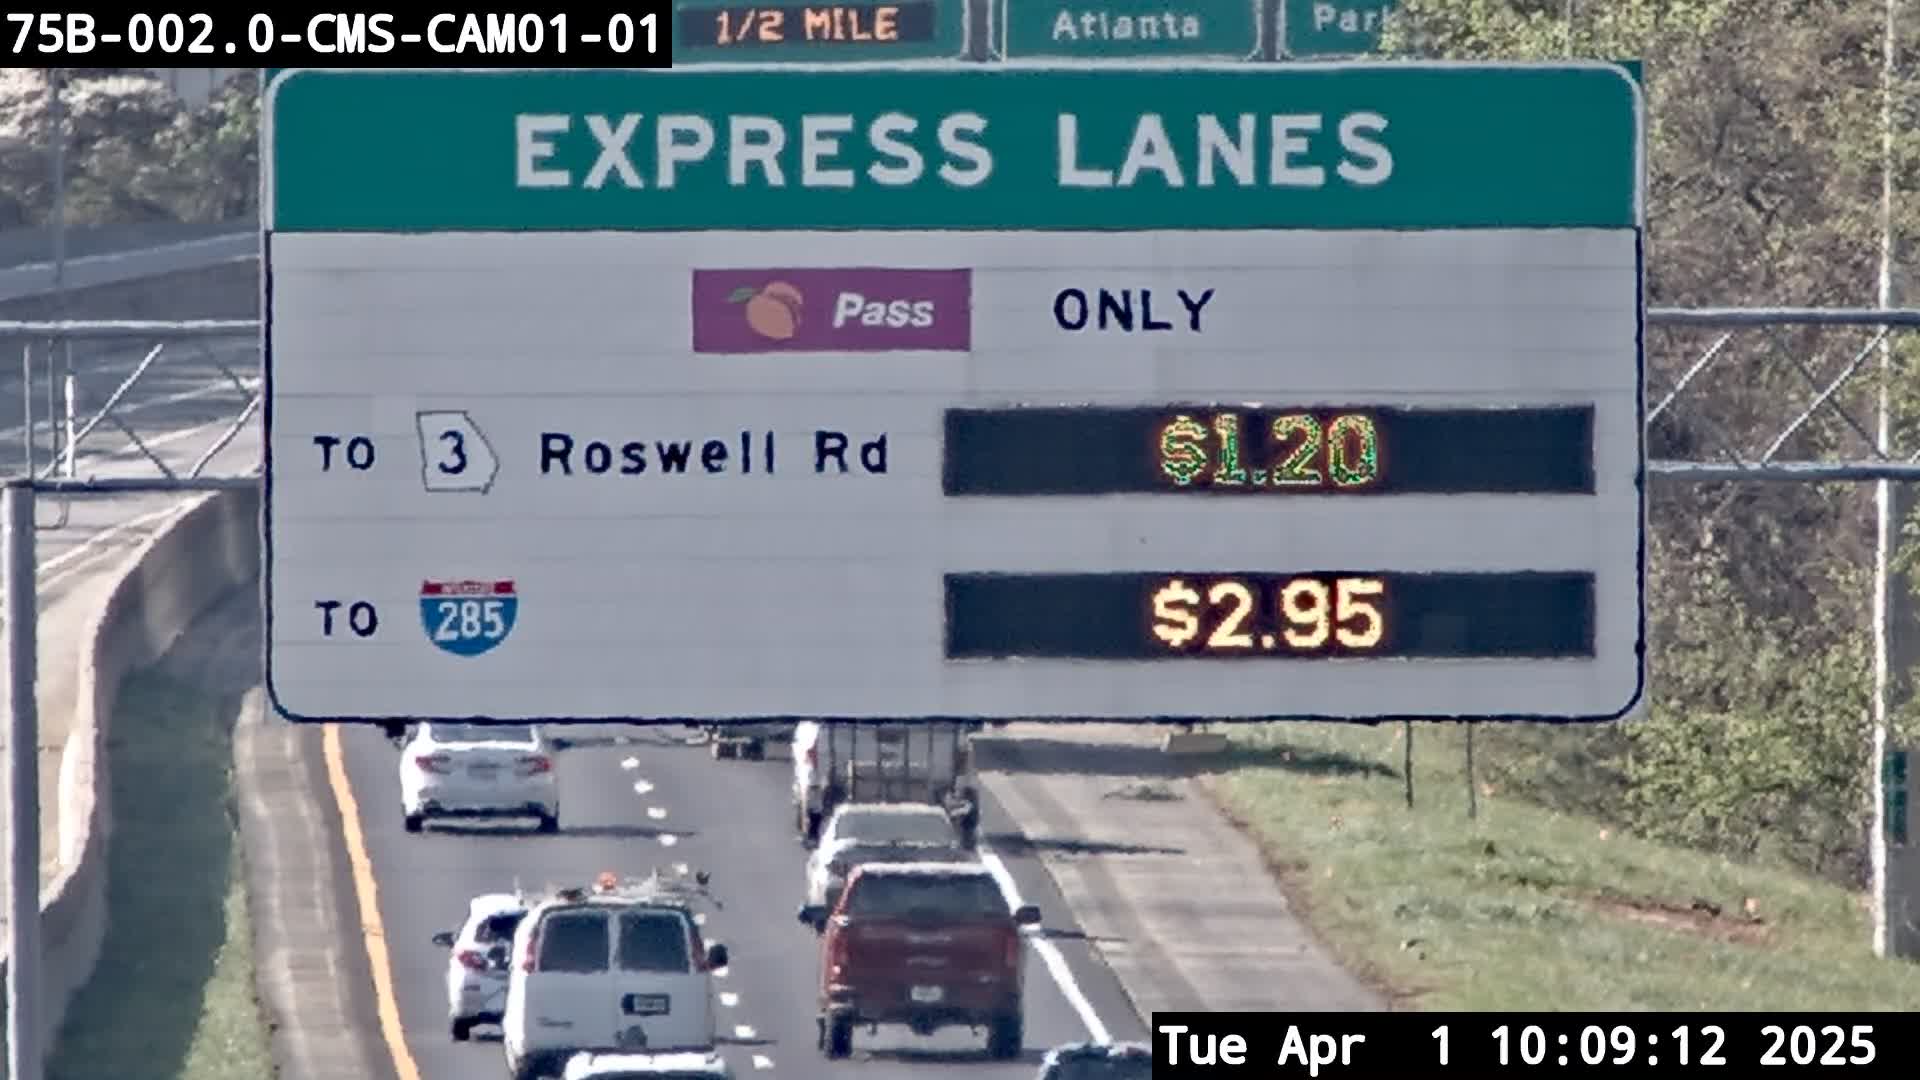 75B-002.0-CMS-CAM01-01
1/2 MILE
Atlanta
Park
EXPRESS LANES
Pass ONLY
TO 3 Roswell Rd $1.20
TO 285 $2.95
Tue Apr 1 10:09:12 2025